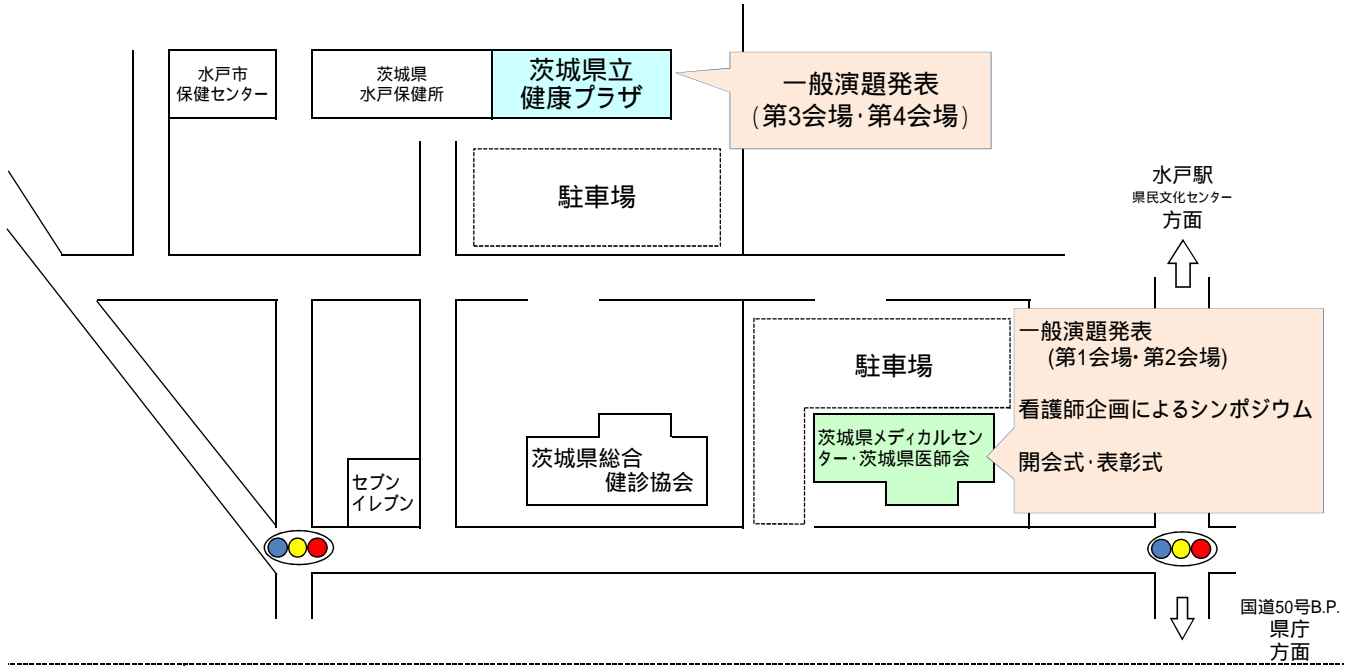 水戸市
保健センター
茨城県
水戸保健所
茨城県立
健康プラザ
一般演題発表
(第3会場・第4会場)
駐車場
水戸駅
県民文化センター
方面
駐車場
一般演題発表
(第1会場・第2会場)
看護師企画によるシンポジウム
開会式・表彰式
茨城県メディカルセン
ター・茨城県医師会
茨城県総合
健診協会
セブン
イレブン
国道50号B.P.
県庁
方面